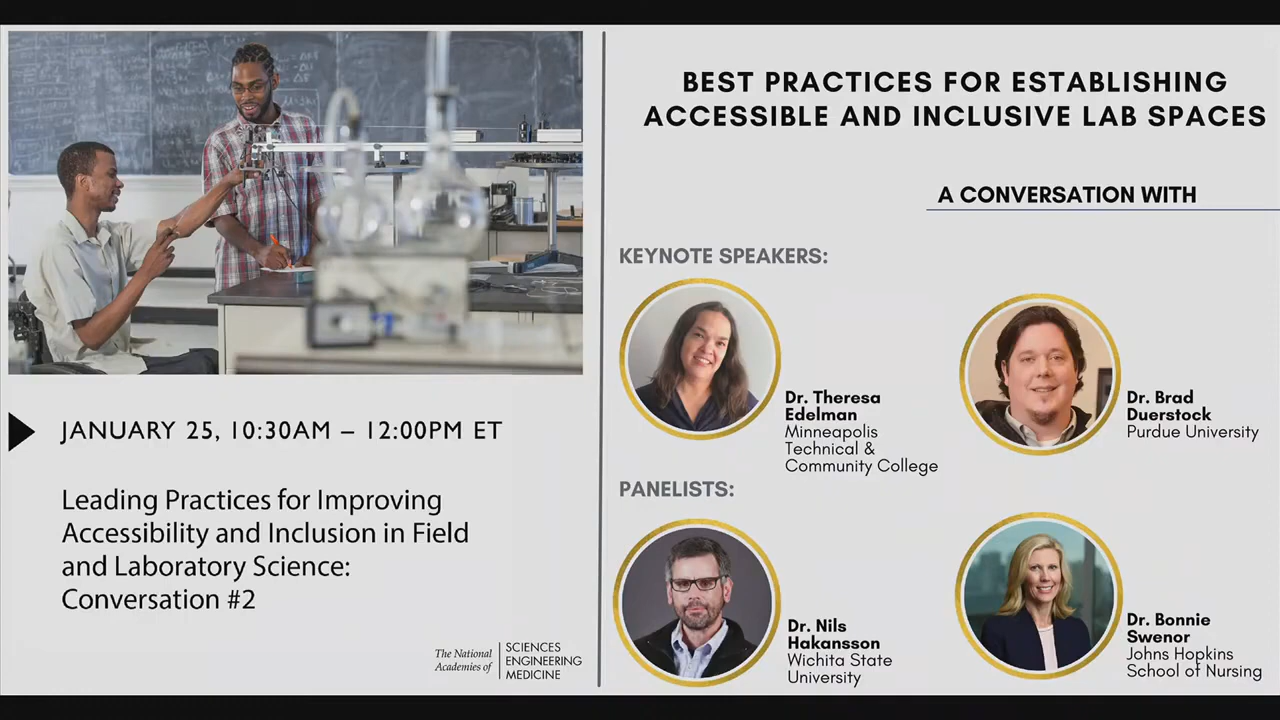 BEST PRACTICES FOR ESTABLISHING
ACCESSIBLE AND INCLUSIVE LAB SPACES
A CONVERSATION WITH
KEYNOTE SPEAKERS:
Dr. Theresa
Edelman
Minneapolis
Technical &
Community College
Dr. Brad
Duerstock
Purdue University
PANELISTS:
Dr. Nils
Hakansson
Wichita State
University
Dr. Bonnie
Swenor
Johns Hopkins
School of Nursing
JANUARY 25, 10:30AM – 12:00PM ET
Leading Practices for Improving
Accessibility and Inclusion in Field
and Laboratory Science:
Conversation #2
The National
Academies of
SCIENCES
ENGINEERING
MEDICINE